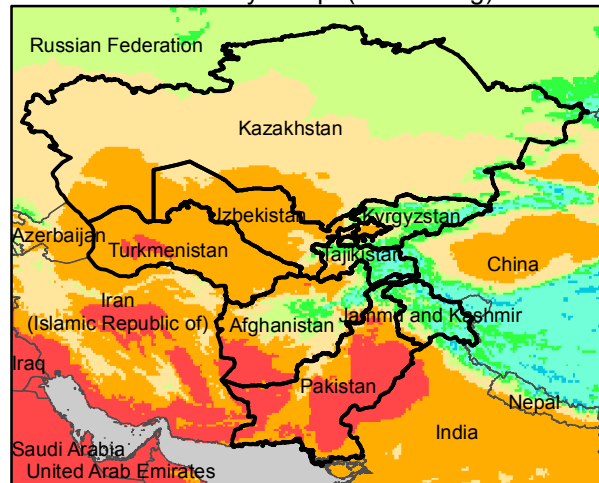 Russian Federation
Kazakhstan
Uzbekistan
Kyrgyzstan
Azerbaijan
Turkmenistan
Tajikistan
China
Iran
(Islamic Republic of)
Afghanistan
Jammu and Kashmir
Iraq
Pakistan
Nepal
India
Saudi Arabia
United Arab Emirates